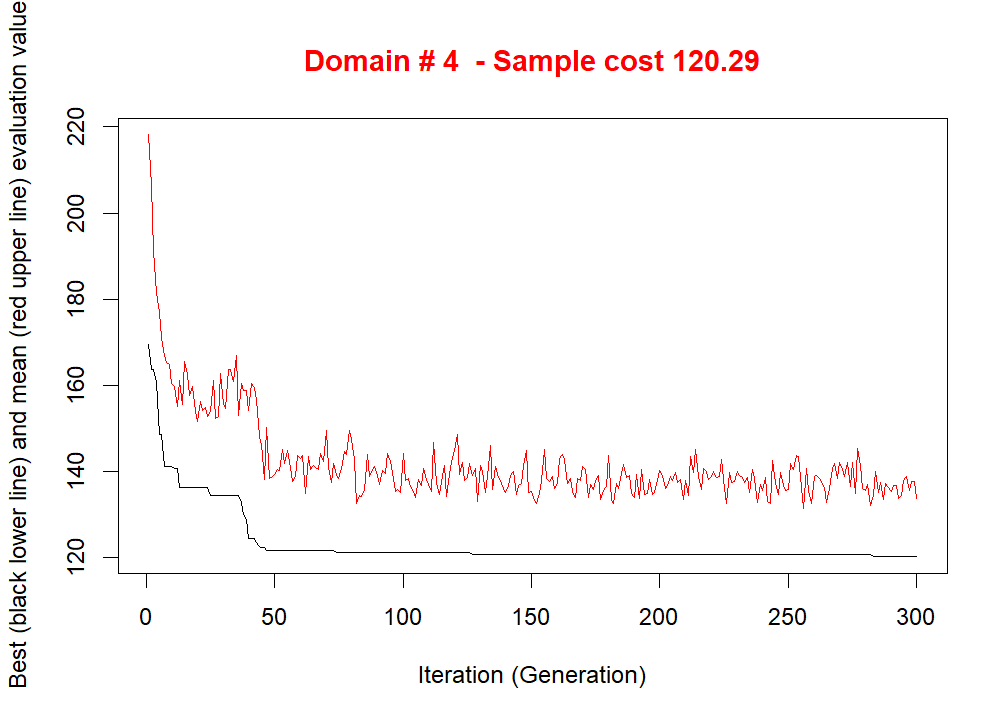 Domain # 4  - Sample cost 120.29
Best (black lower line) and mean (red upper line) evaluation value
220
200
180
160
140
120
0 50 100 150 200 250 300
Iteration (Generation)